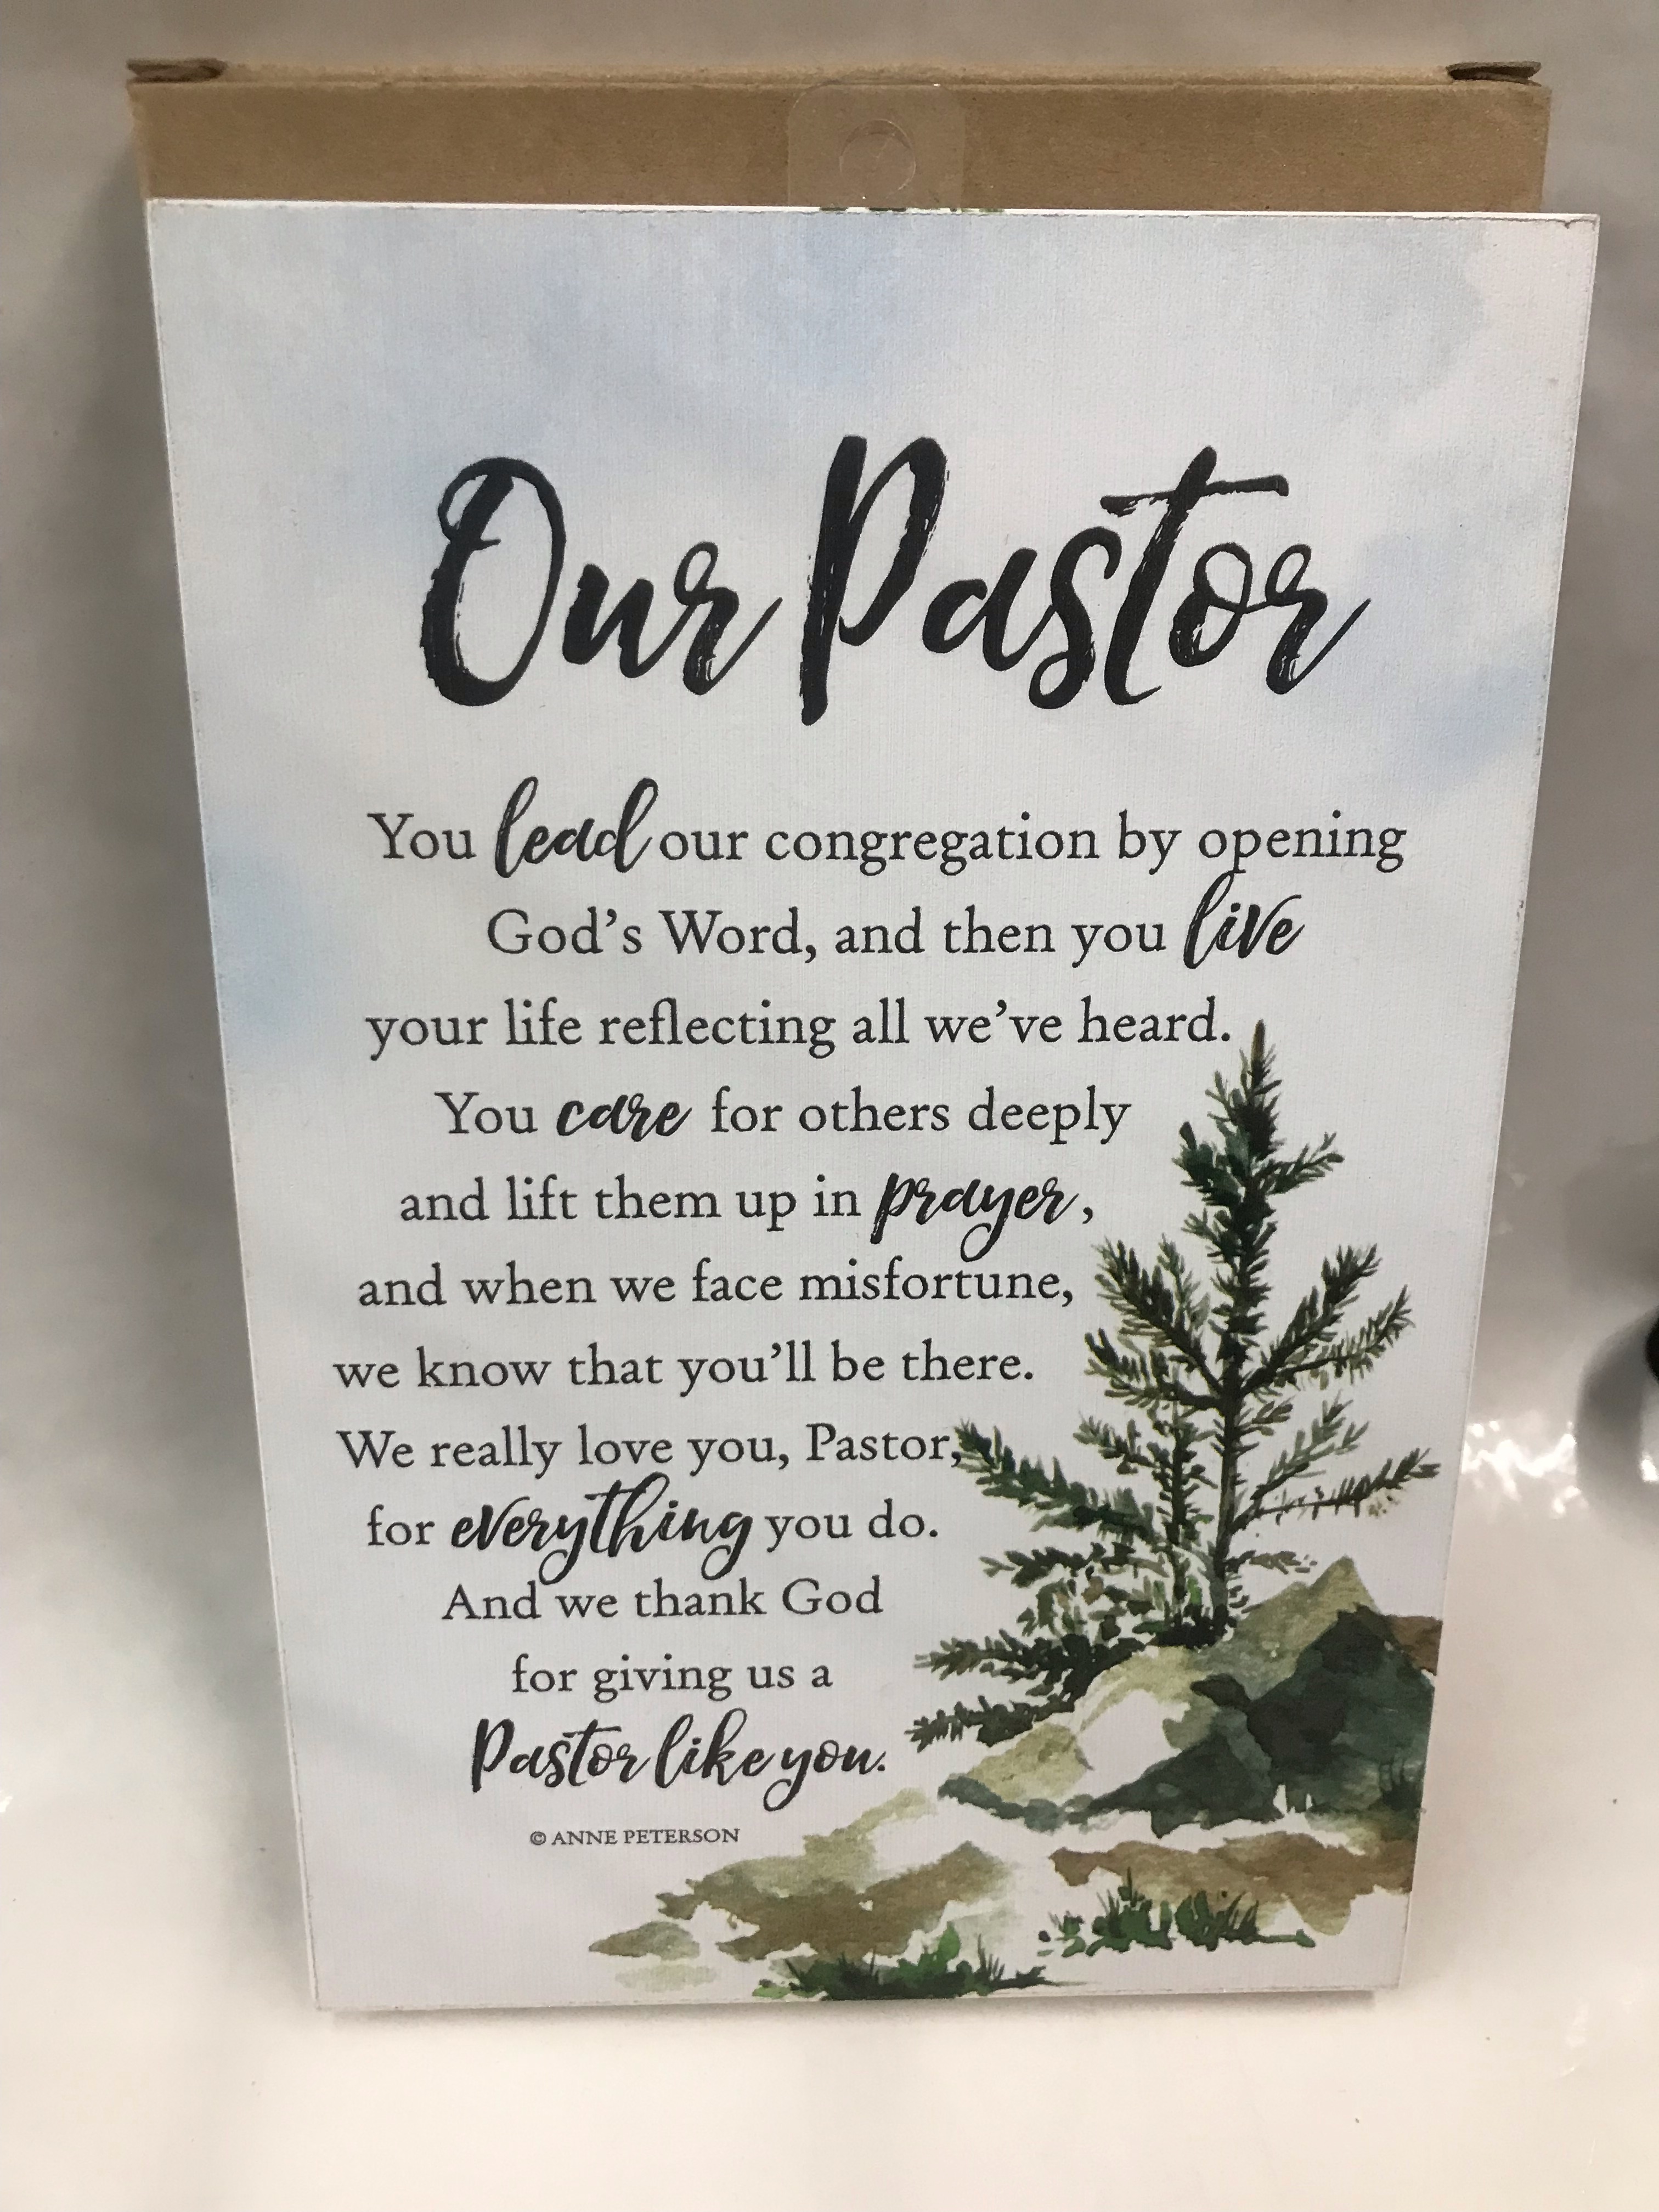 Our Pastor
You lead our congregation by opening
God's Word, and then you live
your life reflecting all we've heard.
You care for others deeply
and lift them up in prayer,
and when we face misfortune,
we know that you'll be there.
We really love you, Pastor,
for everything you do.
And we thank God
for giving us a
Pastor like you.
© ANNE PETERSON